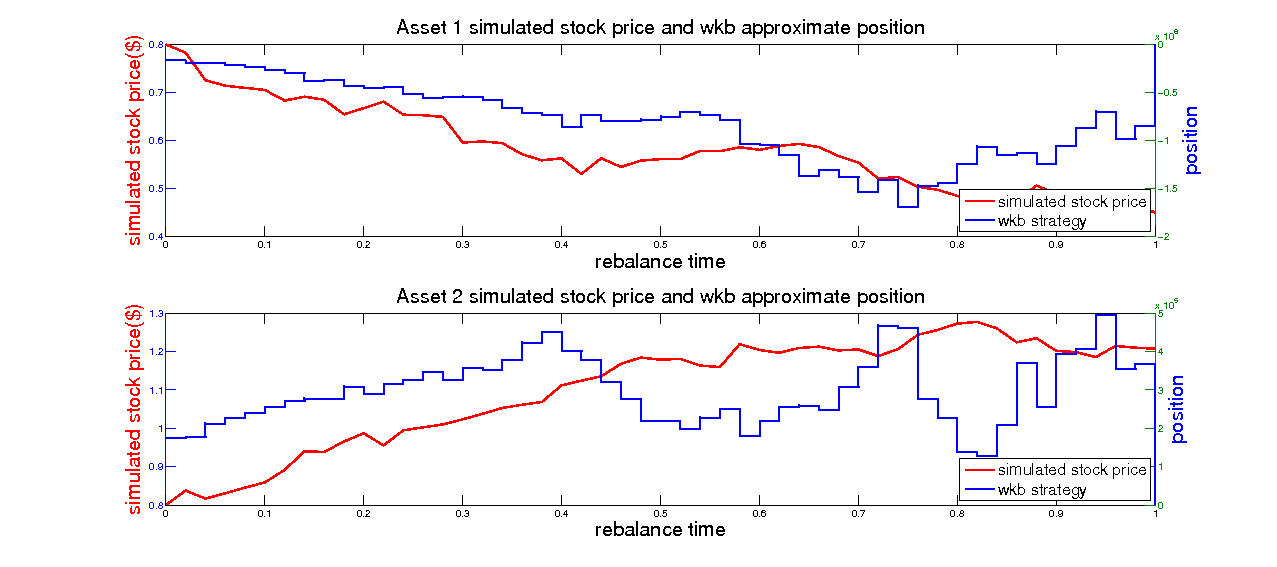 Asset 1 simulated stock price and wkb approximate position
x 10^6
simulated stock price($)
0.8
0.7
0.6
0.5
0.4
0
-0.5
-1
-1.5
-2
position
simulated stock price
wkb strategy
0 0.1 0.2 0.3 0.4 0.5 0.6 0.7 0.8 0.9 1
rebalance time
Asset 2 simulated stock price and wkb approximate position
x 10^5
simulated stock price($)
1.3
1.2
1.1
1
0.9
0.8
5
4
3
2
1
0
position
simulated stock price
wkb strategy
0 0.1 0.2 0.3 0.4 0.5 0.6 0.7 0.8 0.9 1
rebalance time